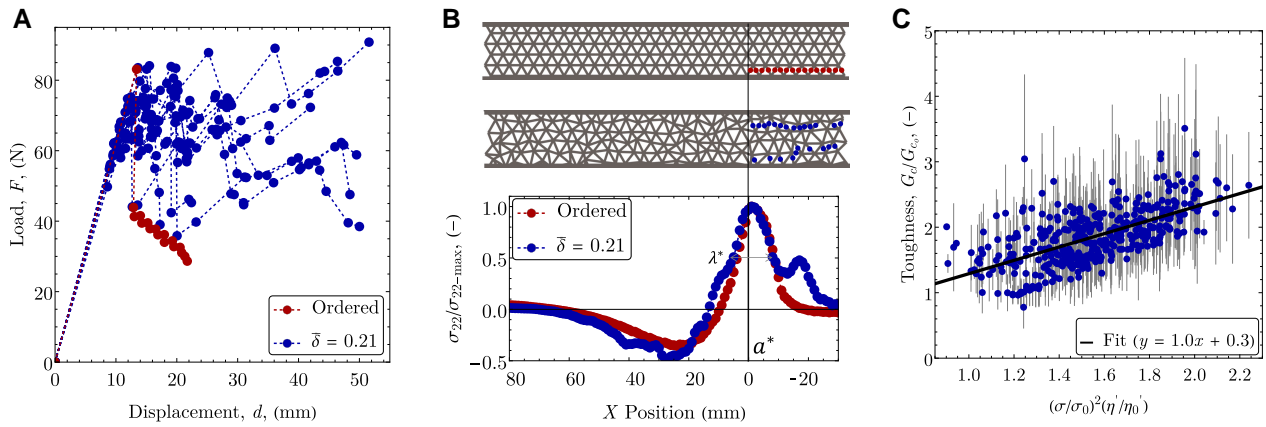 A
Load, F, (N)
80
60
40
20
0
Ordered
δ̅ = 0.21
0
10
20
30
40
50
Displacement, d, (mm)
B
σ₂₂/σ₂₂₋max, (−)
1.0
0.5
0.0
−0.5
Ordered
δ̅ = 0.21
λ*
a*
80
60
40
20
0
-20
X Position (mm)
C
Toughness, G_c/G_c₀, (−)
5
4
3
2
1
0
Fit (y = 1.0x + 0.3)
1.0
1.2
1.4
1.6
1.8
2.0
2.2
(σ/σ₀)²(η′/η₀′)